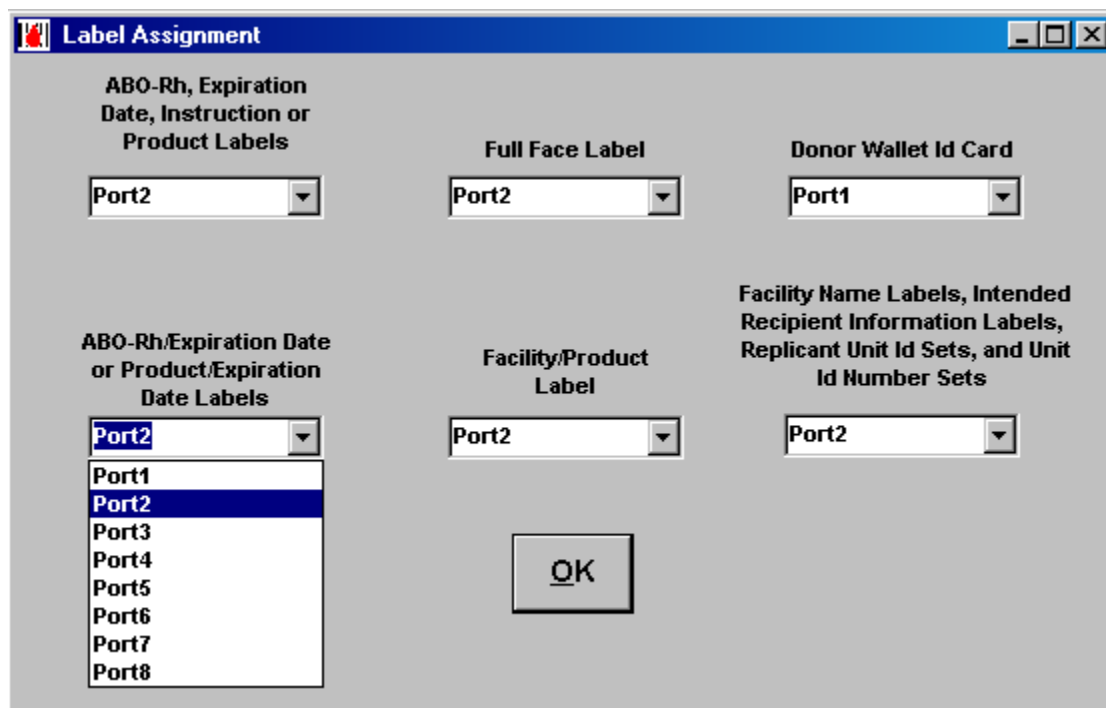 Label Assignment
ABO-Rh, Expiration
Date, Instruction or
Product Labels
Port2
Full Face Label
Port2
Donor Wallet Id Card
Port1
ABO-Rh/Expiration Date
or Product/Expiration
Date Labels
Port2
Port1
Port2
Port3
Port4
Port5
Port6
Port7
Port8
Facility/Product
Label
Port2
Facility Name Labels, Intended
Recipient Information Labels,
Replicant Unit Id Sets, and Unit
Id Number Sets
Port2
OK